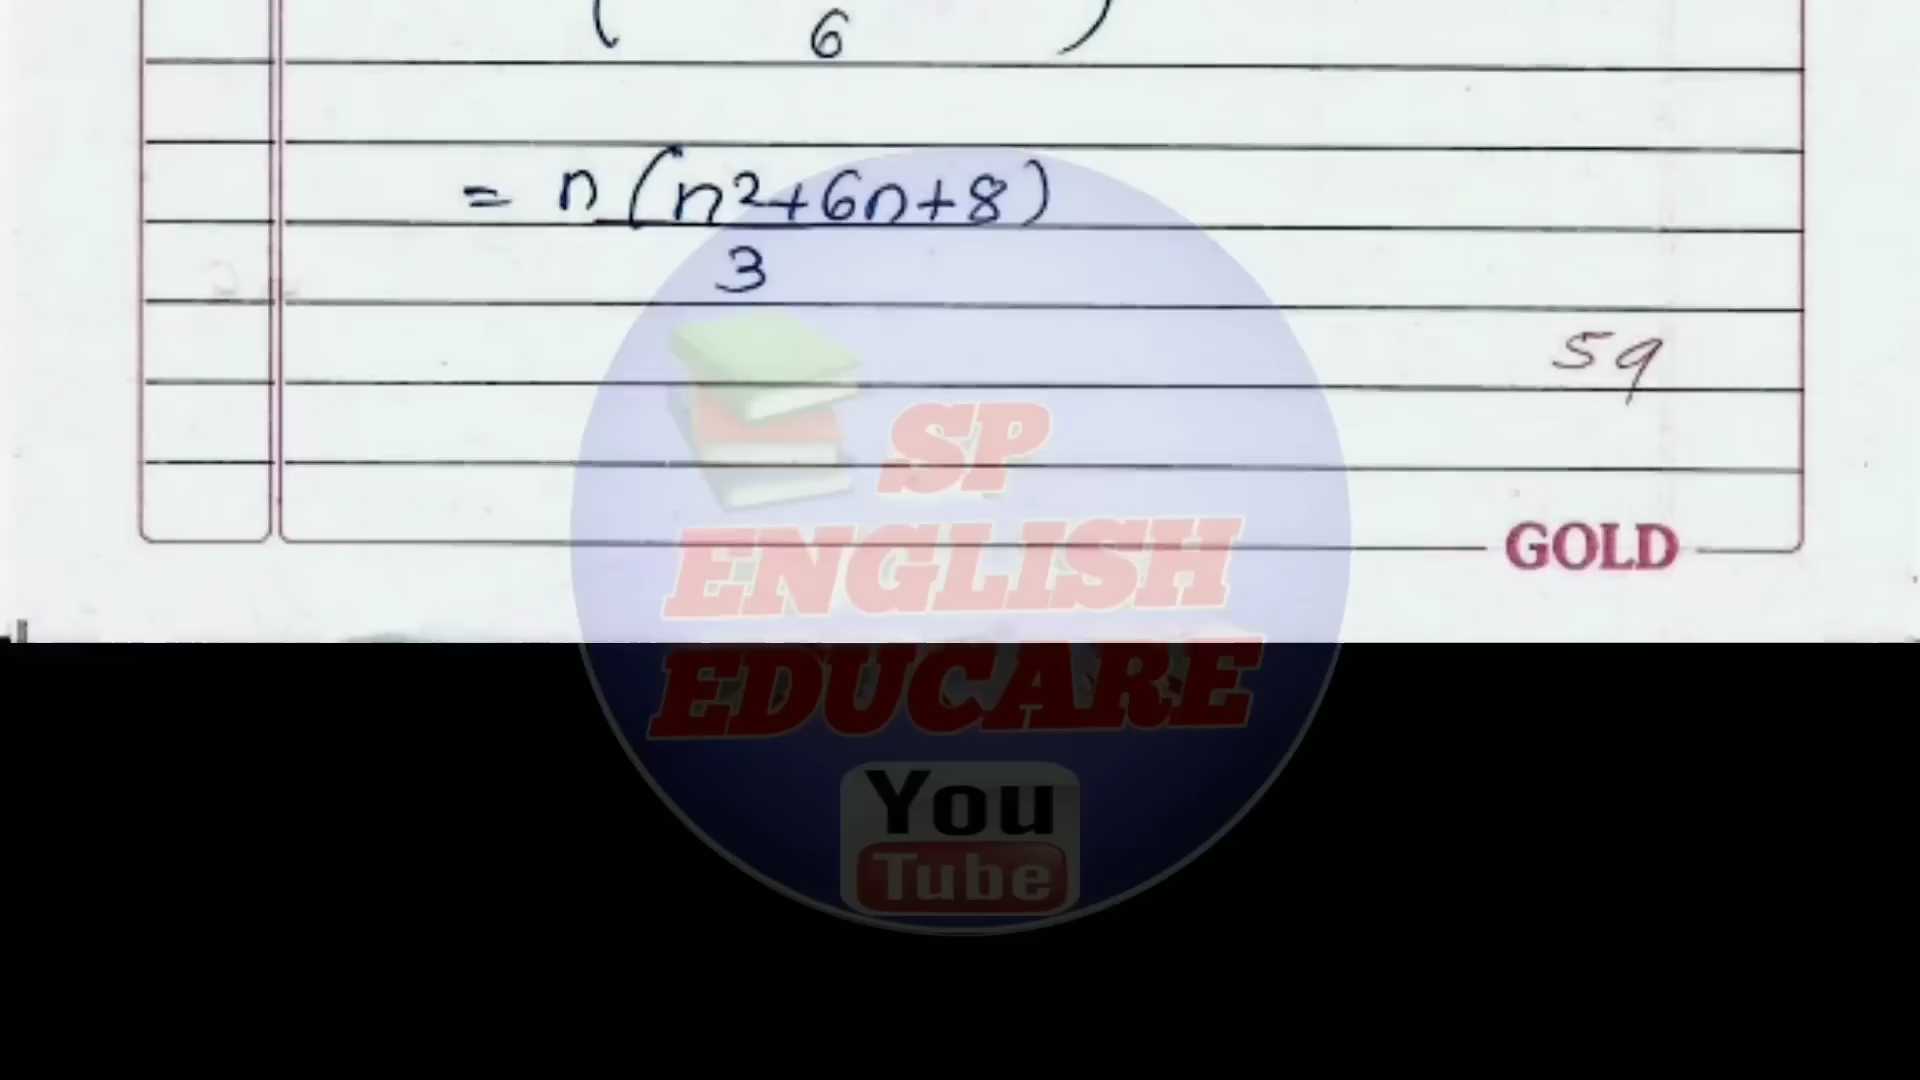 ( 6 )
= n (n²+6n+8)
3
59
SP
ENGLISH
GOLD
EDUCARE
You
Tube